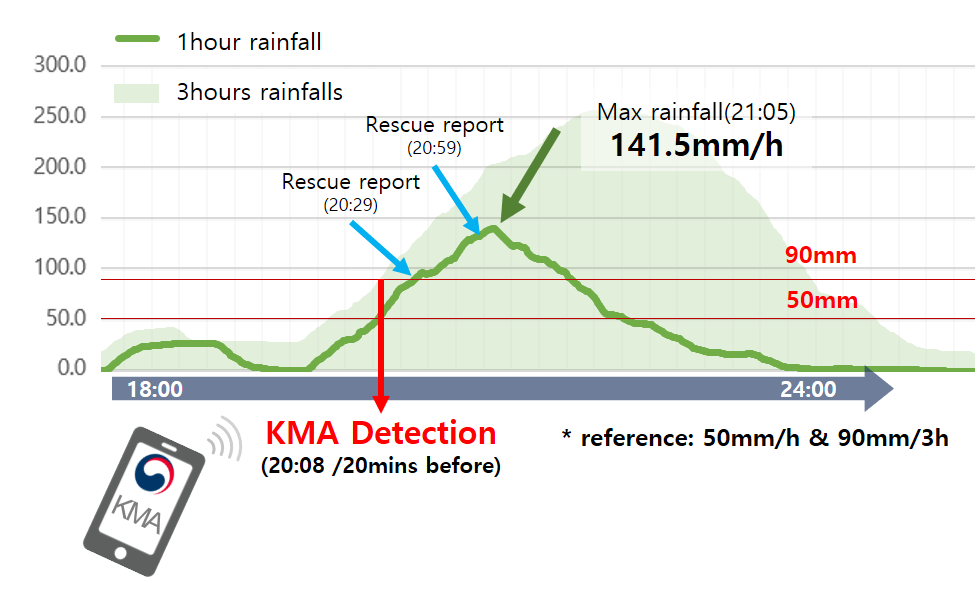 1hour rainfall
3hours rainfalls
300.0
250.0
200.0
150.0
100.0
50.0
0.0
Max rainfall(21:05)
141.5mm/h
Rescue report
(20:59)
Rescue report
(20:29)
90mm
50mm
18:00
24:00
KMA Detection
(20:08 /20mins before)
* reference: 50mm/h & 90mm/3h
KMA